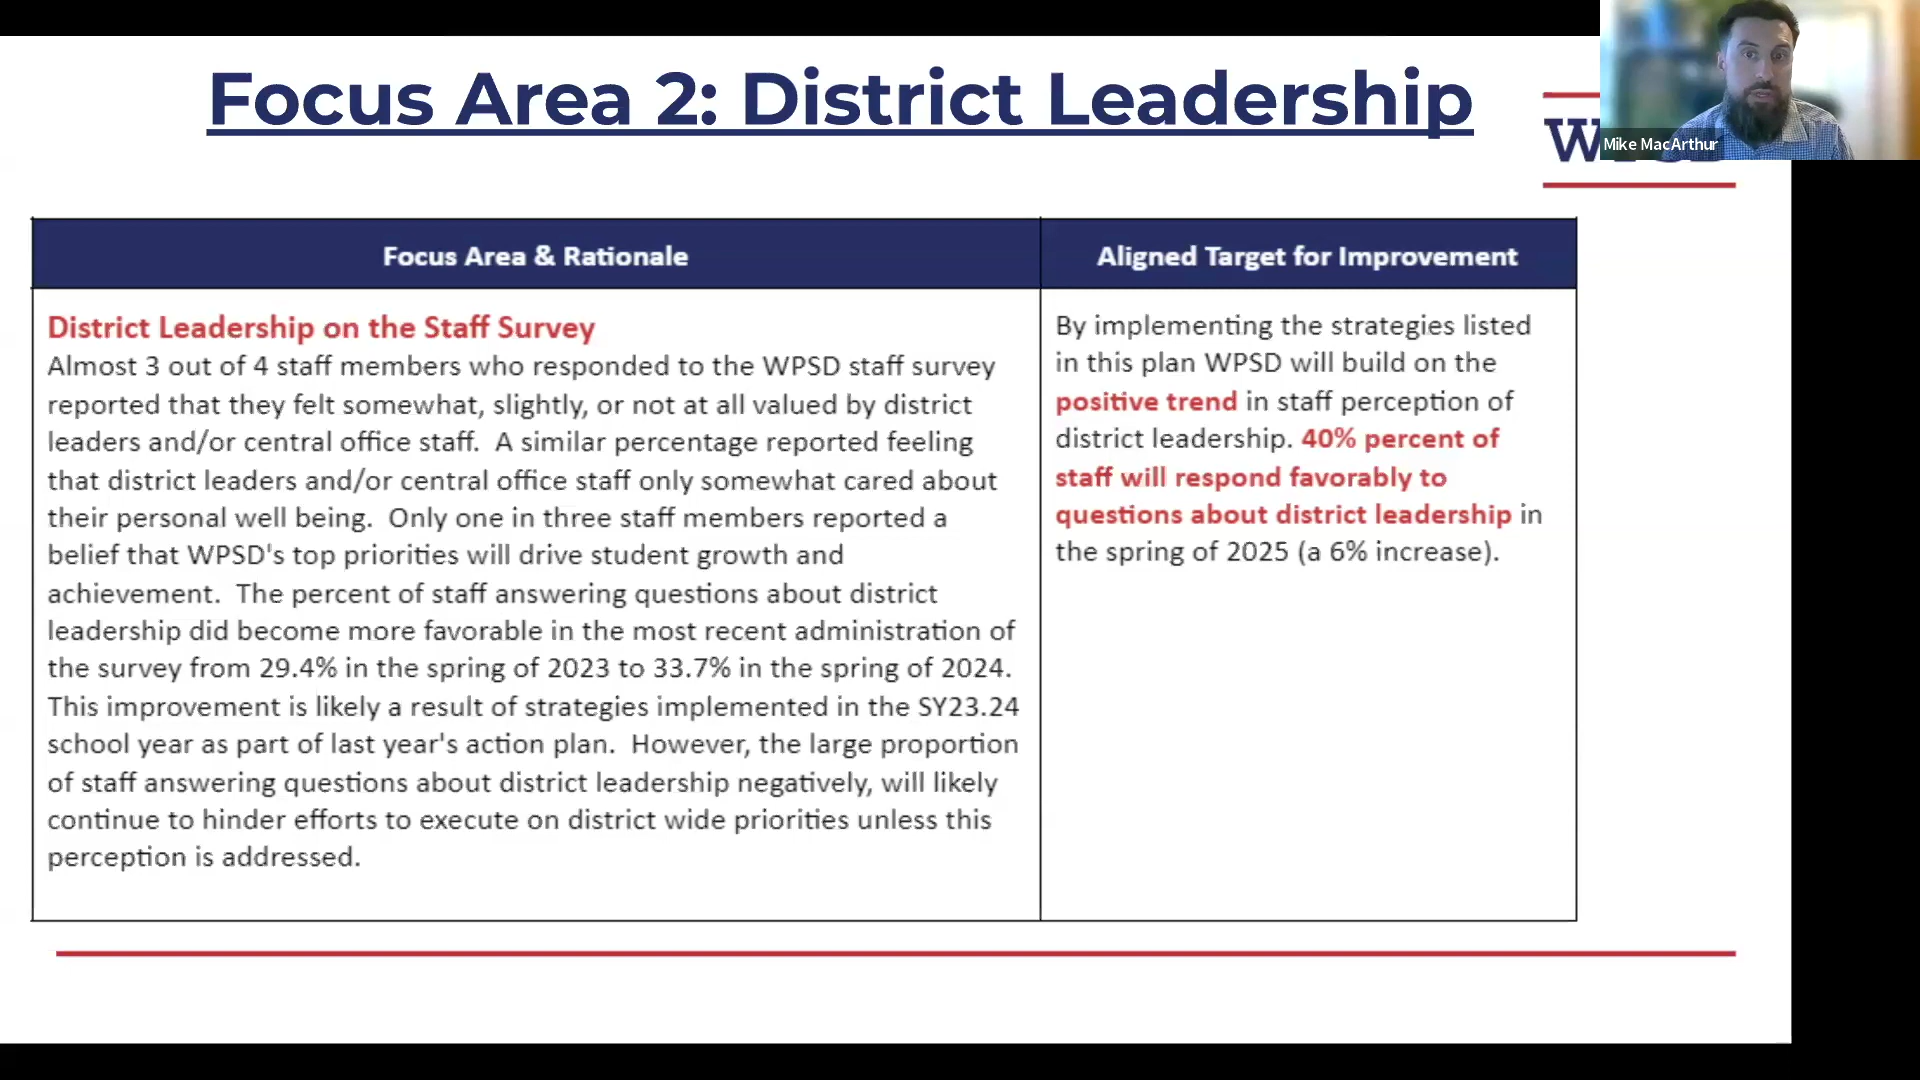 Focus Area 2: District Leadership
Mike MacArthur
Focus Area & Rationale
Aligned Target for Improvement
District Leadership on the Staff Survey
Almost 3 out of 4 staff members who responded to the WPSD staff survey
reported that they felt somewhat, slightly, or not at all valued by district
leaders and/or central office staff.  A similar percentage reported feeling
that district leaders and/or central office staff only somewhat cared about
their personal well being.  Only one in three staff members reported a
belief that WPSD's top priorities will drive student growth and
achievement.  The percent of staff answering questions about district
leadership did become more favorable in the most recent administration of
the survey from 29.4% in the spring of 2023 to 33.7% in the spring of 2024.
This improvement is likely a result of strategies implemented in the SY23.24
school year as part of last year's action plan.  However, the large proportion
of staff answering questions about district leadership negatively, will likely
continue to hinder efforts to execute on district wide priorities unless this
perception is addressed.
By implementing the strategies listed
in this plan WPSD will build on the
positive trend in staff perception of
district leadership. 40% percent of
staff will respond favorably to
questions about district leadership in
the spring of 2025 (a 6% increase).